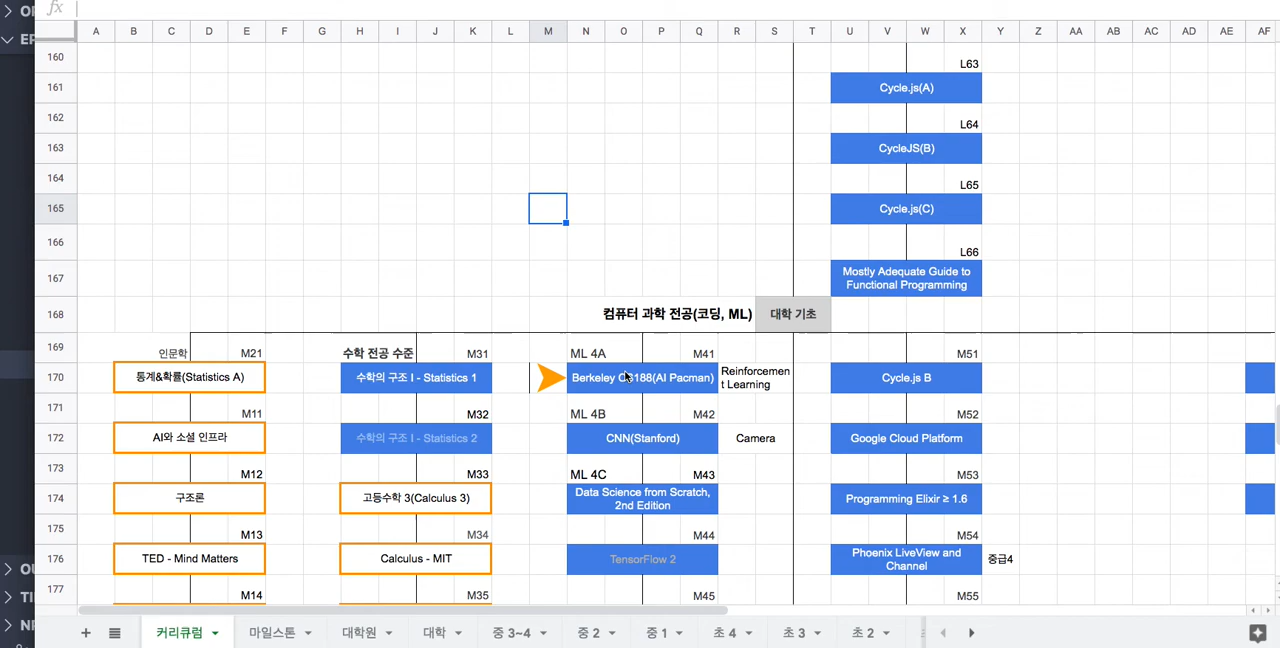 OF
fx
EF
A B C D E F G H I J K L M N O P Q R S T U V W X Y Z AA AB AC AD AE AF
160
L63
161
Cycle.js(A)
162
L64
163
CycleJS(B)
164
L65
165
Cycle.js(C)
166
L66
167
Mostly Adequate Guide to
Functional Programming
168
컴퓨터 과학 전공(코딩, ML)
대학 기초
169
인문학 M21
수학 전공 수준 M31
ML 4A M41
M51
170
통계&확률(Statistics A)
수학의 구조 I - Statistics 1
Berkeley CS188(AI Pacman)
Reinforcemen
t Learning
Cycle.js B
171
M11
M32
ML 4B M42
M52
172
AI와 소셜 인프라
수학의 구조 I - Statistics 2
CNN(Stanford)
Camera
Google Cloud Platform
173
M12
M33
ML 4C M43
M53
174
구조론
고등수학 3(Calculus 3)
Data Science from Scratch,
2nd Edition
Programming Elixir ≥ 1.6
175
M13
M34
M44
M54
176
TED - Mind Matters
Calculus - MIT
TensorFlow 2
Phoenix LiveView and
Channel
중급4
177
M14
M35
M45
M55
OU
TI
NF
커리큘럼
마일스톤
대학원
대학
중 3~4
중 2
중 1
초 4
초 3
초 2